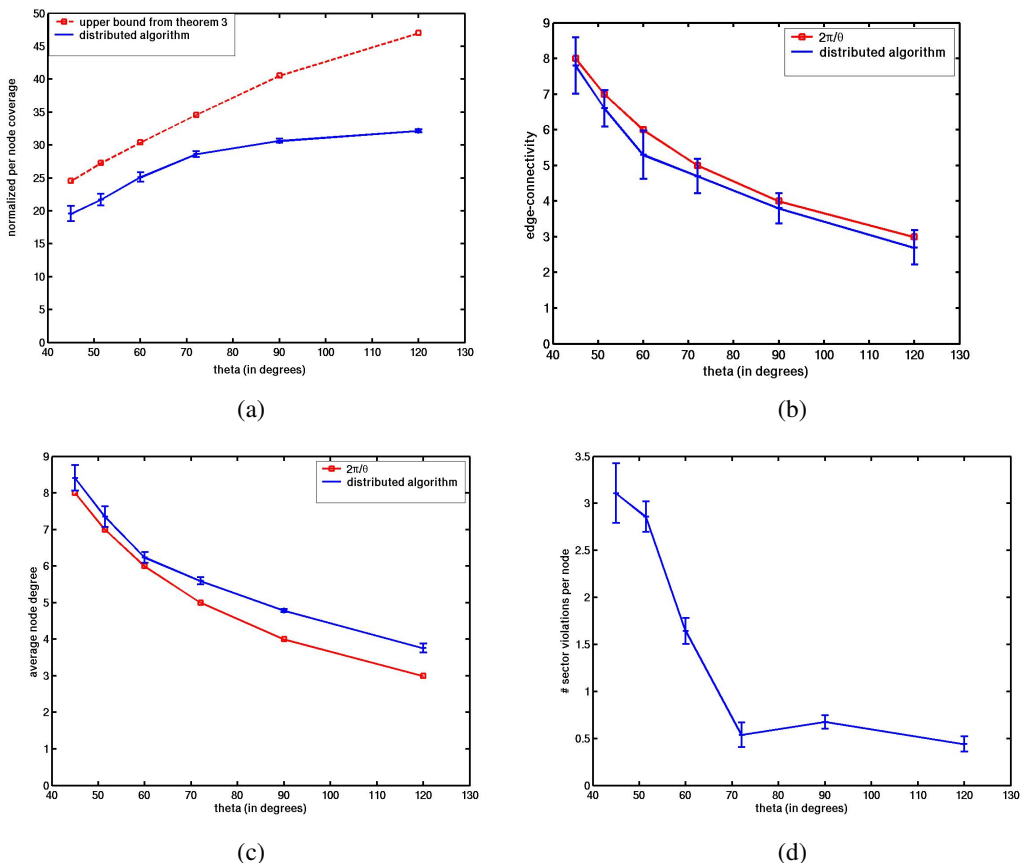 50
45
40
35
30
25
20
15
10
5
0
normalized per node coverage
upper bound from theorem 3
distributed algorithm
40 50 60 70 80 90 100 110 120 130
theta (in degrees)
(a)
9
8
7
6
5
4
3
2
1
0
edge-connectivity
2π/θ
distributed algorithm
40 50 60 70 80 90 100 110 120 130
theta (in degrees)
(b)
9
8
7
6
5
4
3
2
1
0
average node degree
2π/θ
distributed algorithm
40 50 60 70 80 90 100 110 120 130
theta (in degrees)
(c)
3.5
3
2.5
2
1.5
1
0.5
0
# sector violations per node
40 50 60 70 80 90 100 110 120 130
theta (in degrees)
(d)